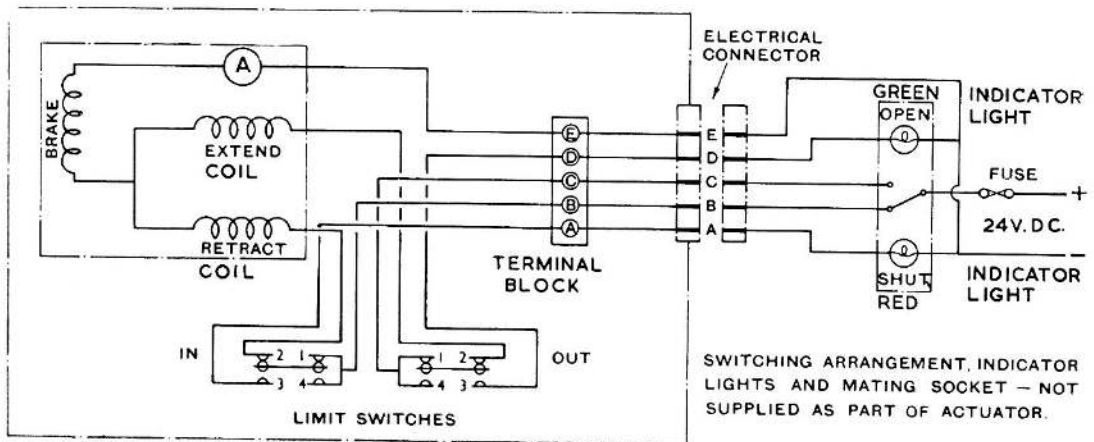 A
BRAKE
EXTEND
COIL
RETRACT
COIL
ELECTRICAL
CONNECTOR
E
D
C
B
A
TERMINAL
BLOCK
E
D
C
B
A
GREEN
OPEN
INDICATOR
LIGHT
FUSE
+
24V. D.C.
−
SHUT
RED
INDICATOR
LIGHT
IN
2 1
3 4
1 2
4 3
OUT
LIMIT SWITCHES
SWITCHING ARRANGEMENT, INDICATOR
LIGHTS AND MATING SOCKET — NOT
SUPPLIED AS PART OF ACTUATOR.